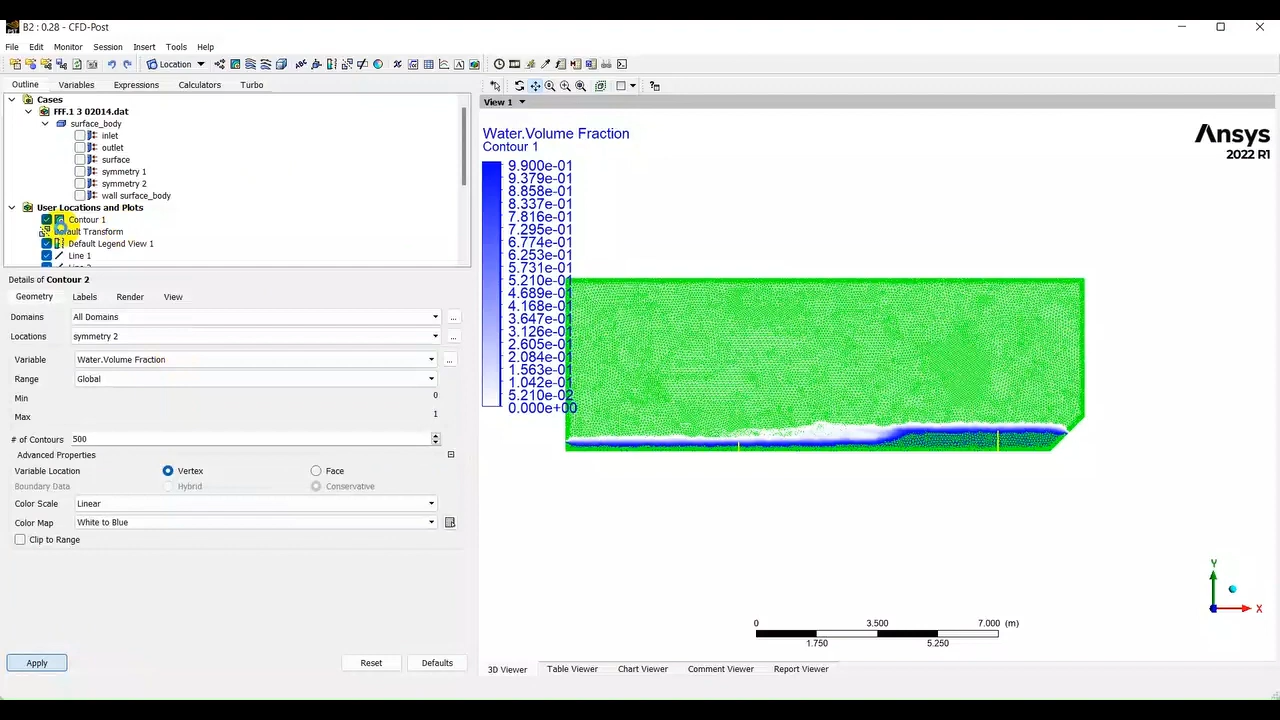 B2 : 0.28 - CFD-Post
File Edit Monitor Session Insert Tools Help
Location
Outline Variables Expressions Calculators Turbo
Cases
FFF.1 3 02014.dat
surface_body
inlet
outlet
surface
symmetry 1
symmetry 2
wall surface_body
User Locations and Plots
Contour 1
Default Transform
Default Legend View 1
Line 1
Details of Contour 2
Geometry Labels Render View
Domains All Domains ...
Locations symmetry 2 ...
Variable Water.Volume Fraction ...
Range Global
Min 0
Max 1
# of Contours 500
Advanced Properties
Variable Location Vertex Face
Boundary Data Hybrid Conservative
Color Scale Linear
Color Map White to Blue
Clip to Range
Apply Reset Defaults
View 1
Water.Volume Fraction
Contour 1
9.900e-01
9.379e-01
8.858e-01
8.337e-01
7.816e-01
7.295e-01
6.774e-01
6.253e-01
5.731e-01
5.210e-01
4.689e-01
4.168e-01
3.647e-01
3.126e-01
2.605e-01
2.084e-01
1.563e-01
1.042e-01
5.210e-02
0.000e+00
Ansys
2022 R1
Y
X
0 3.500 7.000 (m)
1.750 5.250
3D Viewer Table Viewer Chart Viewer Comment Viewer Report Viewer